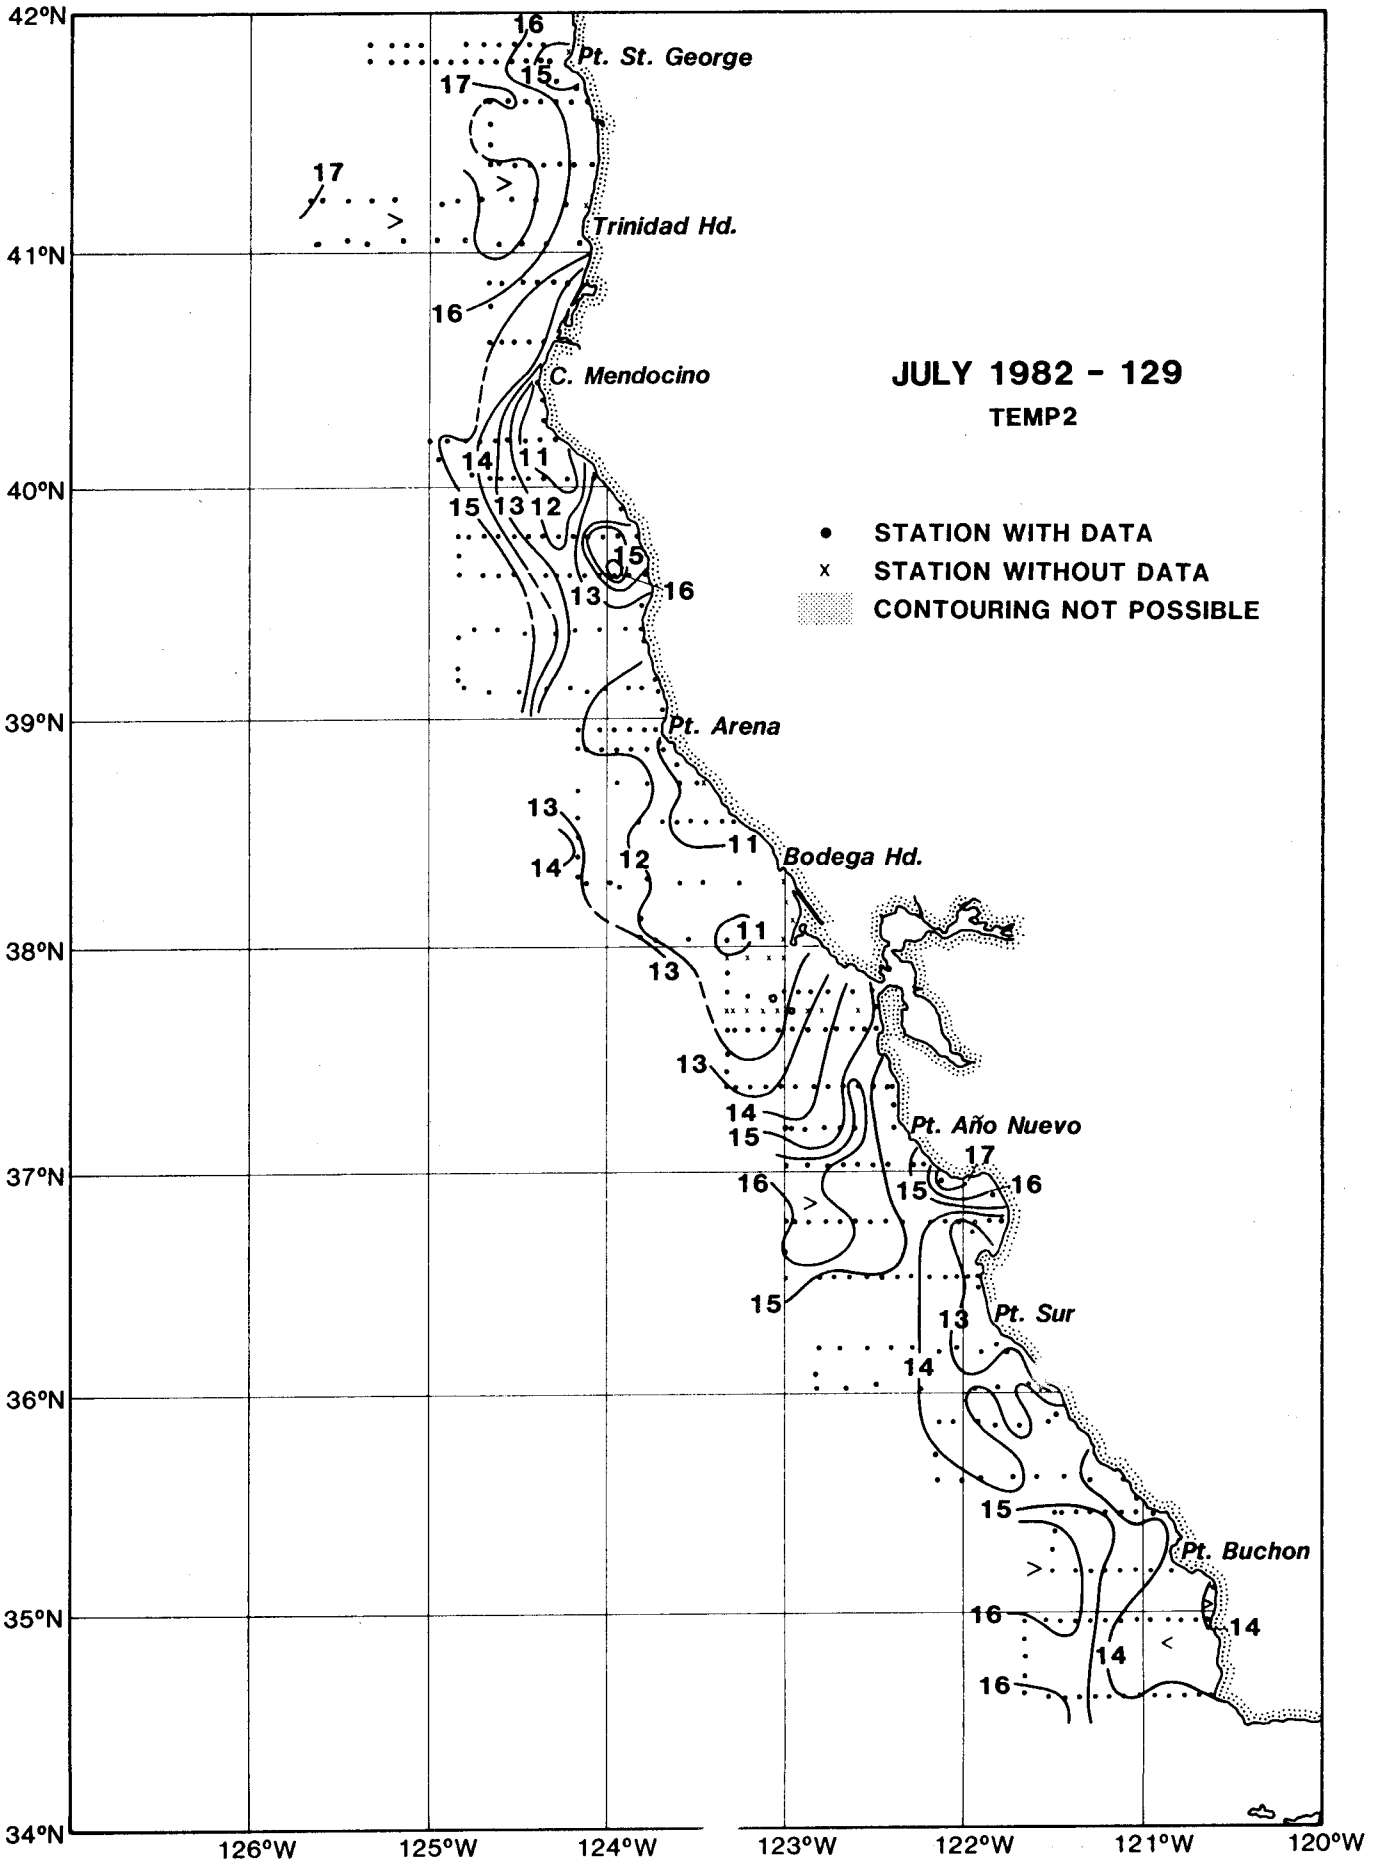 42°N
16
Pt. St. George
15
17
17
Trinidad Hd.
41°N
16
JULY 1982 - 129
C. Mendocino
TEMP2
14 11
40°N
15 13 12
• STATION WITH DATA
15
x STATION WITHOUT DATA
13 16
CONTOURING NOT POSSIBLE
39°N
Pt. Arena
13
11
12
Bodega Hd.
14
11
38°N
13
13
14
Pt. Año Nuevo
15
17
37°N
16
15
16
15
13
Pt. Sur
14
36°N
15
Pt. Buchon
>
16
35°N
14
<
14
16
34°N
126°W 125°W 124°W 123°W 122°W 121°W 120°W